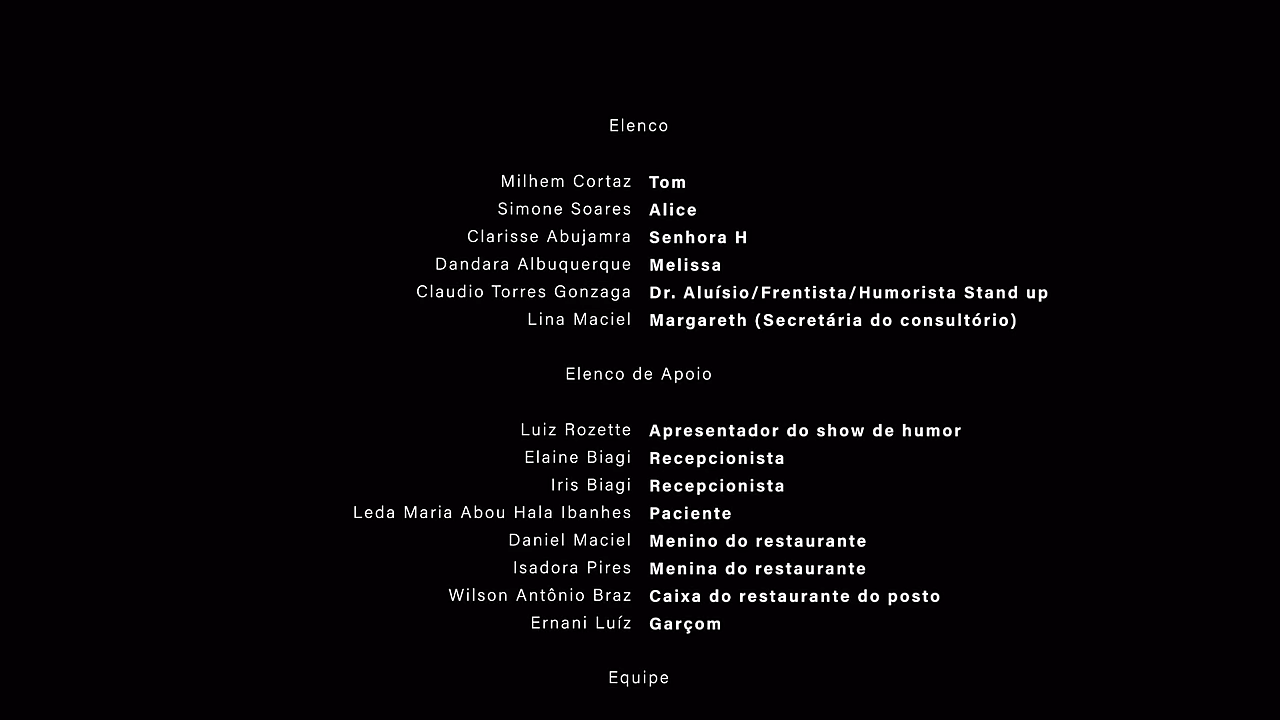 Elenco
Milhem Cortaz Tom
Simone Soares Alice
Clarisse Abujamra Senhora H
Dandara Albuquerque Melissa
Claudio Torres Gonzaga Dr. Aluísio/Frentista/Humorista Stand up
Lina Maciel Margareth (Secretária do consultório)
Elenco de Apoio
Luiz Rozette Apresentador do show de humor
Elaine Biagi Recepcionista
Iris Biagi Recepcionista
Leda Maria Abou Hala Ibanhes Paciente
Daniel Maciel Menino do restaurante
Isadora Pires Menina do restaurante
Wilson Antônio Braz Caixa do restaurante do posto
Ernani Luíz Garçom
Equipe